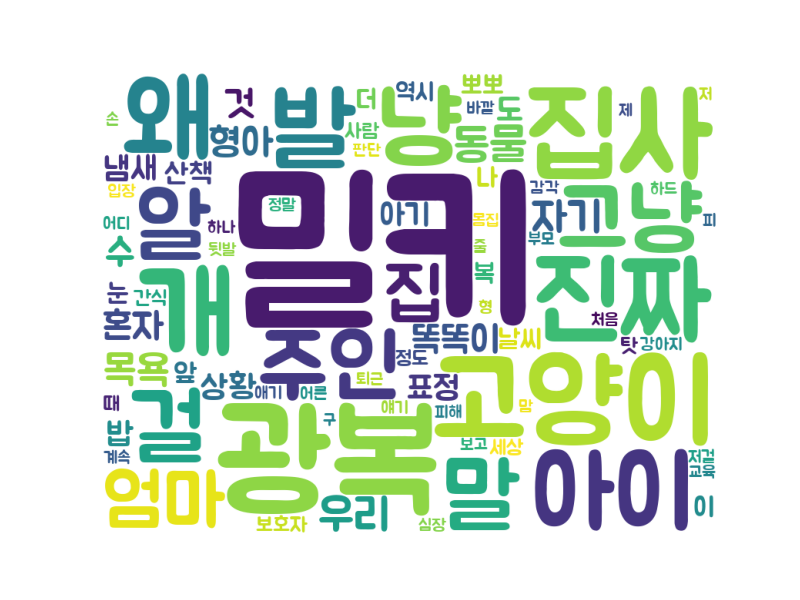 왜
발
냥
집사
것
더
역시
뽀뽀
바깥
도
제
저
손
형아
사람
판단
동물
냄새
산책
밀키
나
감각
하드
입장
알
정말
아기
몸집
자기
그냥
어디
하나
부모
피
수
뒷발
줄
개
집
복
진짜
눈
간식
형
처음
혼자
주인
똑똑이
날씨
탓
강아지
정도
목욕
앞
상황
얘기
어른
퇴근
표정
고양이
때
걸
광복
얘기
피해
맘
밥
구
계속
보고
세상
저걸
교육
엄마
말
아이
보호자
우리
심장
이